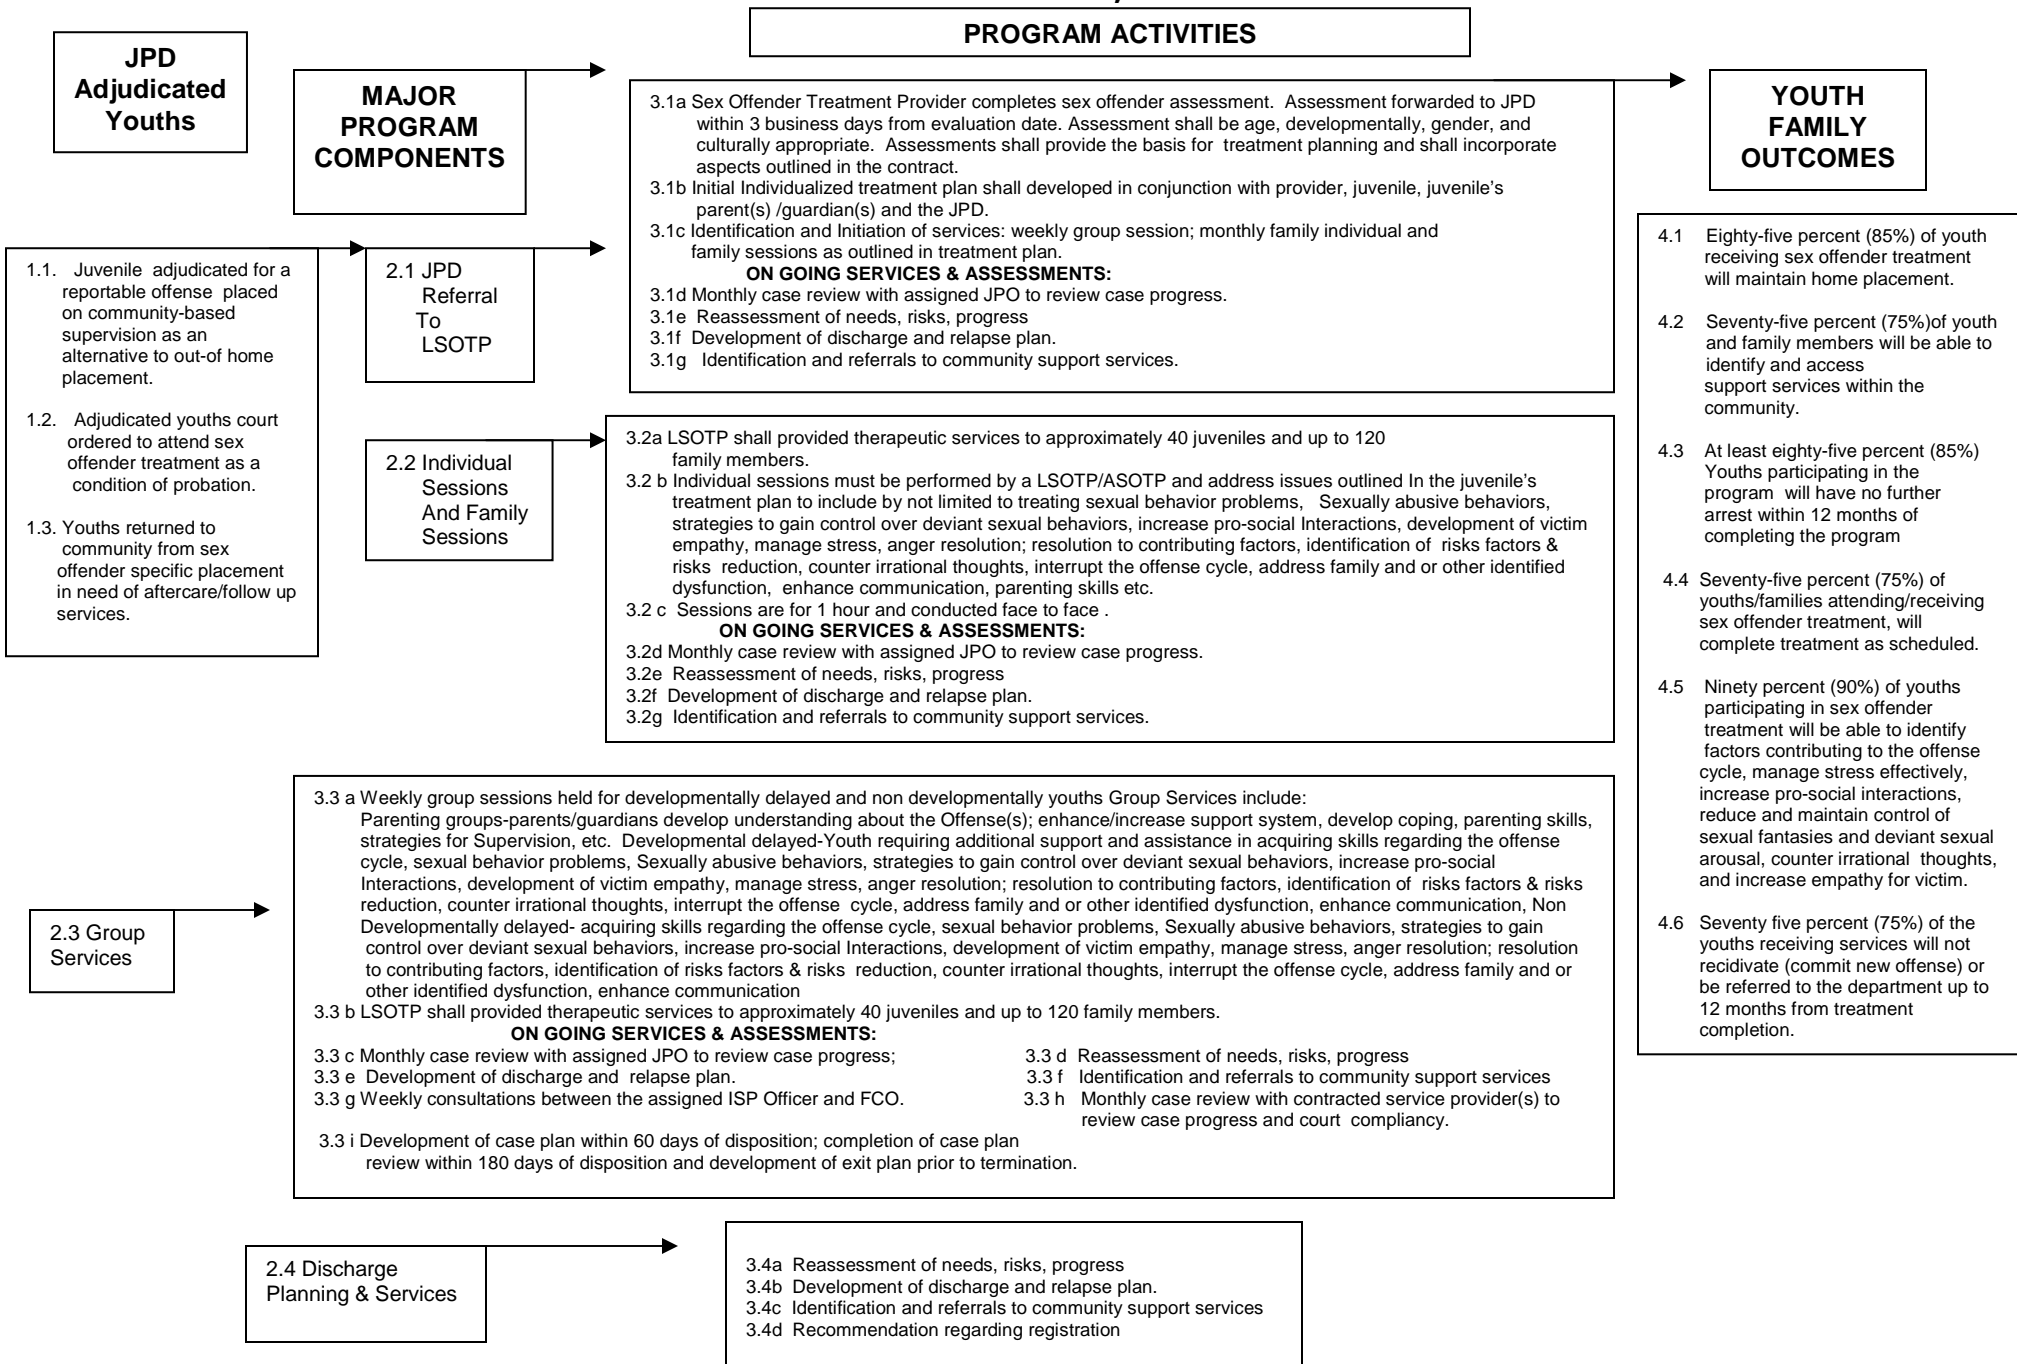 PROGRAM ACTIVITIES
JPD
Adjudicated
Youths
MAJOR
PROGRAM
COMPONENTS
YOUTH
FAMILY
OUTCOMES
1.1. Juvenile adjudicated for a
reportable offense placed
on community-based
supervision as an
alternative to out-of home
placement.
1.2. Adjudicated youths court
ordered to attend sex
offender treatment as a
condition of probation.
1.3. Youths returned to
community from sex
offender specific placement
in need of aftercare/follow up
services.
2.1 JPD
Referral
To
LSOTP
3.1a Sex Offender Treatment Provider completes sex offender assessment. Assessment forwarded to JPD
within 3 business days from evaluation date. Assessment shall be age, developmentally, gender, and
culturally appropriate. Assessments shall provide the basis for treatment planning and shall incorporate
aspects outlined in the contract.
3.1b Initial Individualized treatment plan shall developed in conjunction with provider, juvenile, juvenile's
parent(s) /guardian(s) and the JPD.
3.1c Identification and Initiation of services: weekly group session; monthly family individual and
family sessions as outlined in treatment plan.
ON GOING SERVICES & ASSESSMENTS:
3.1d Monthly case review with assigned JPO to review case progress.
3.1e Reassessment of needs, risks, progress
3.1f Development of discharge and relapse plan.
3.1g Identification and referrals to community support services.
2.2 Individual
Sessions
And Family
Sessions
3.2a LSOTP shall provided therapeutic services to approximately 40 juveniles and up to 120
family members.
3.2 b Individual sessions must be performed by a LSOTP/ASOTP and address issues outlined In the juvenile's
treatment plan to include by not limited to treating sexual behavior problems, Sexually abusive behaviors,
strategies to gain control over deviant sexual behaviors, increase pro-social Interactions, development of victim
empathy, manage stress, anger resolution; resolution to contributing factors, identification of risks factors &
risks reduction, counter irrational thoughts, interrupt the offense cycle, address family and or other identified
dysfunction, enhance communication, parenting skills etc.
3.2 c Sessions are for 1 hour and conducted face to face .
ON GOING SERVICES & ASSESSMENTS:
3.2d Monthly case review with assigned JPO to review case progress.
3.2e Reassessment of needs, risks, progress
3.2f Development of discharge and relapse plan.
3.2g Identification and referrals to community support services.
4.1 Eighty-five percent (85%) of youth
receiving sex offender treatment
will maintain home placement.
4.2 Seventy-five percent (75%)of youth
and family members will be able to
identify and access
support services within the
community.
4.3 At least eighty-five percent (85%)
Youths participating in the
program will have no further
arrest within 12 months of
completing the program
4.4 Seventy-five percent (75%) of
youths/families attending/receiving
sex offender treatment, will
complete treatment as scheduled.
4.5 Ninety percent (90%) of youths
participating in sex offender
treatment will be able to identify
factors contributing to the offense
cycle, manage stress effectively,
increase pro-social interactions,
reduce and maintain control of
sexual fantasies and deviant sexual
arousal, counter irrational thoughts,
and increase empathy for victim.
4.6 Seventy five percent (75%) of the
youths receiving services will not
recidivate (commit new offense) or
be referred to the department up to
12 months from treatment
completion.
2.3 Group
Services
3.3 a Weekly group sessions held for developmentally delayed and non developmentally youths Group Services include:
Parenting groups-parents/guardians develop understanding about the Offense(s); enhance/increase support system, develop coping, parenting skills,
strategies for Supervision, etc. Developmental delayed-Youth requiring additional support and assistance in acquiring skills regarding the offense
cycle, sexual behavior problems, Sexually abusive behaviors, strategies to gain control over deviant sexual behaviors, increase pro-social
Interactions, development of victim empathy, manage stress, anger resolution; resolution to contributing factors, identification of risks factors & risks
reduction, counter irrational thoughts, interrupt the offense cycle, address family and or other identified dysfunction, enhance communication, Non
Developmentally delayed- acquiring skills regarding the offense cycle, sexual behavior problems, Sexually abusive behaviors, strategies to gain
control over deviant sexual behaviors, increase pro-social Interactions, development of victim empathy, manage stress, anger resolution; resolution
to contributing factors, identification of risks factors & risks reduction, counter irrational thoughts, interrupt the offense cycle, address family and or
other identified dysfunction, enhance communication
3.3 b LSOTP shall provided therapeutic services to approximately 40 juveniles and up to 120 family members.
ON GOING SERVICES & ASSESSMENTS:
3.3 c Monthly case review with assigned JPO to review case progress; 3.3 d Reassessment of needs, risks, progress
3.3 e Development of discharge and relapse plan. 3.3 f Identification and referrals to community support services
3.3 g Weekly consultations between the assigned ISP Officer and FCO. 3.3 h Monthly case review with contracted service provider(s) to
review case progress and court compliancy.
3.3 i Development of case plan within 60 days of disposition; completion of case plan
review within 180 days of disposition and development of exit plan prior to termination.
2.4 Discharge
Planning & Services
3.4a Reassessment of needs, risks, progress
3.4b Development of discharge and relapse plan.
3.4c Identification and referrals to community support services
3.4d Recommendation regarding registration